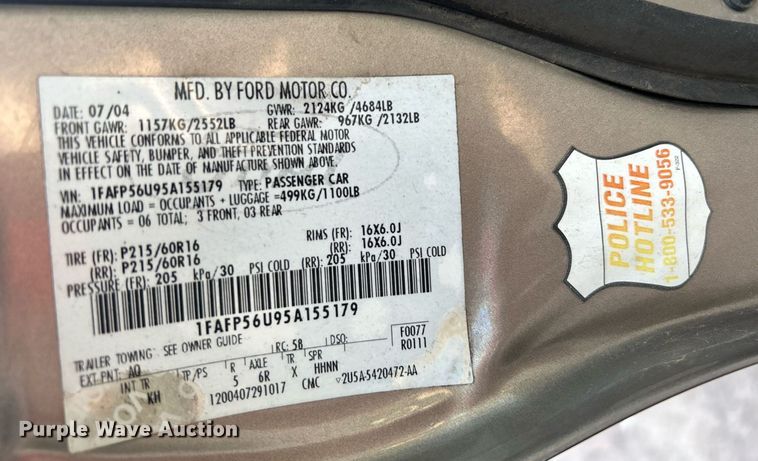 MFD. BY FORD MOTOR CO.
DATE: 07/04 GVWR: 2124KG /4684LB
FRONT GAWR: 1157KG/2552LB REAR GAWR: 967KG /2132LB
THIS VEHICLE CONFORMS TO ALL APPLICABLE FEDERAL MOTOR
VEHICLE SAFETY, BUMPER, AND THEFT PREVENTION STANDARDS
IN EFFECT ON THE DATE OF MANUFACTURE SHOWN ABOVE.
VIN: 1FAFP56U95A155179 TYPE: PASSENGER CAR
MAXIMUM LOAD = OCCUPANTS + LUGGAGE =499KG/1100LB
OCCUPANTS = 06 TOTAL; 3 FRONT, 03 REAR
TIRE (FR): P215/60R16 RIMS (FR): 16X6.0J
(RR): P215/60R16 (RR): 16X6.0J
PRESSURE (FR): 205 kPa/30 PSI COLD (RR): 205 kPa/30 PSI COLD
1FAFP56U95A155179
TRAILER TOWING: SEE OWNER GUIDE RC: 58 DSO: F0077
R0111
EXT PNT: AQ TP/PS R AXLE TR SPR
INT TR 5 6R X HHNN
KH 1200407291017 CMC 2U5A-5420472-AA
POLICE
HOTLINE
1-800-533-9056
F-302
Purple Wave Auction